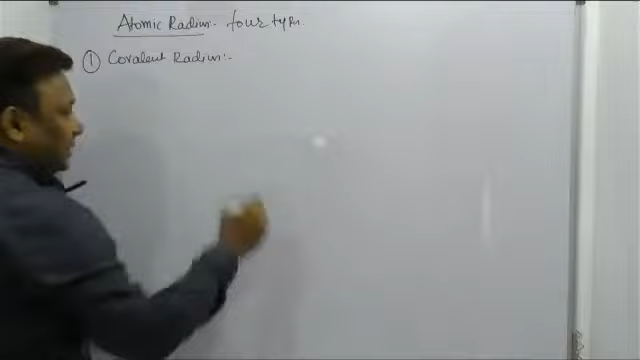 Atomic Radius:- four type.
① Covalent Radius:-